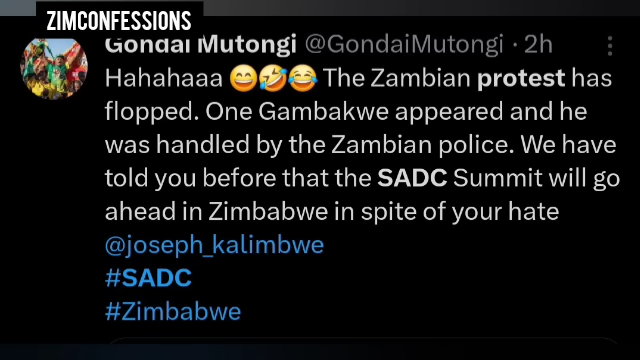 ZIMCONFESSIONS
Gondai Mutongi @GondaiMutongi · 2h
Hahahaaa 😄🤣😂 The Zambian protest has
flopped. One Gambakwe appeared and he
was handled by the Zambian police. We have
told you before that the SADC Summit will go
ahead in Zimbabwe in spite of your hate
@joseph_kalimbwe
#SADC
#Zimbabwe